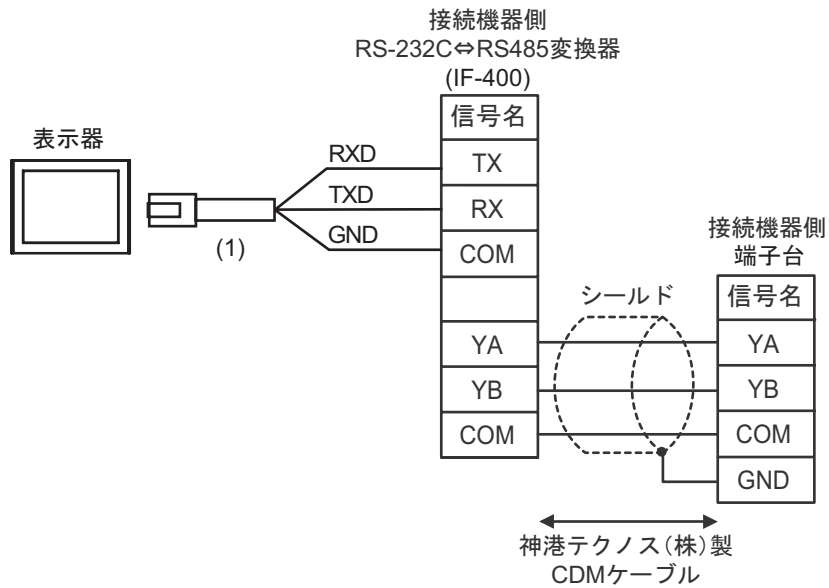 接続機器側
RS-232C⇔RS485変換器
(IF-400)
信号名
表示器
RXD
TX
TXD
RX
(1)
GND
COM
接続機器側
端子台
シールド
信号名
YA
YA
YB
YB
COM
COM
GND
神港テクノス(株)製
CDMケーブル